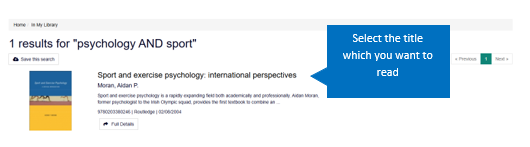 Home In My Library
1 results for "psychology AND sport"
Save this search
« Previous 1 Next »
Select the title
which you want to
read
Sport and exercise psychology: international perspectives
Moran, Aidan P.
Sport and exercise psychology is a rapidly expanding field both academically and professionally. Aidan Moran,
former psychologist to the Irish Olympic squad, provides the first textbook to combine an ...
9780203380246 | Routledge | 02/08/2004
Full Details